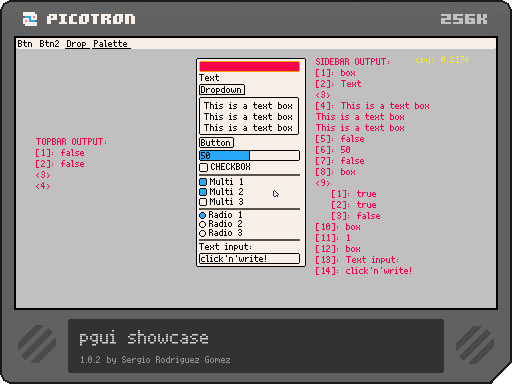 PICOTRON
256K
Btn Btn2 Drop Palette
cpu: 0.2174
TOPBAR OUTPUT:
[1]: false
[2]: false
<3>
<4>
Text
Dropdown
This is a text box
This is a text box
This is a text box
Button
50
CHECKBOX
Multi 1
Multi 2
Multi 3
Radio 1
Radio 2
Radio 3
Text input:
click'n'write!
SIDEBAR OUTPUT:
[1]: box
[2]: Text
<3>
[4]: This is a text box
This is a text box
This is a text box
[5]: false
[6]: 50
[7]: false
[8]: box
<9>
[1]: true
[2]: true
[3]: false
[10]: box
[11]: 1
[12]: box
[13]: Text input:
[14]: click'n'write!
pgui showcase
1.0.2 by Sergio Rodriguez Gomez